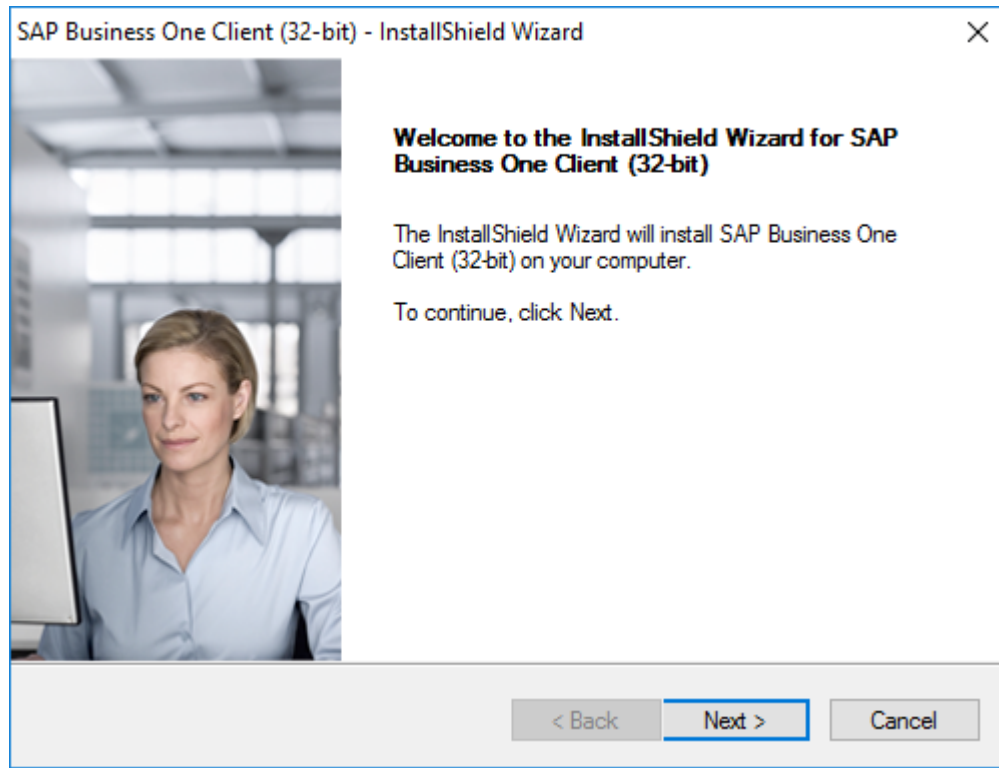 SAP Business One Client (32-bit) - InstallShield Wizard
Welcome to the InstallShield Wizard for SAP
Business One Client (32-bit)
The InstallShield Wizard will install SAP Business One
Client (32-bit) on your computer.
To continue, click Next.
< Back
Next >
Cancel